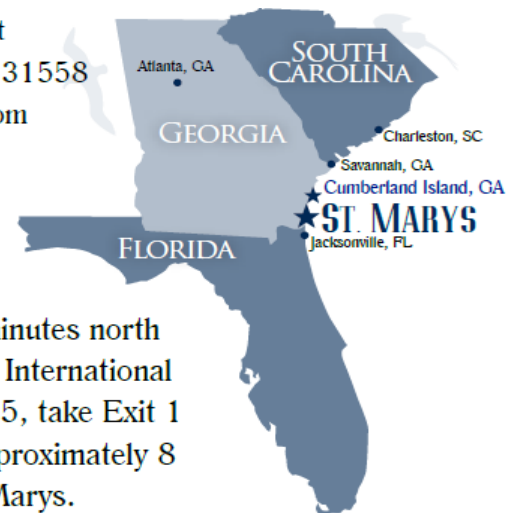 t
31558
om
SOUTH
CAROLINA
Atlanta, GA
GEORGIA
Charleston, SC
Savannah, GA
Cumberland Island, GA
ST. MARYS
Jacksonville, FL
FLORIDA
inutes north
International
5, take Exit 1
proximately 8
Marys.